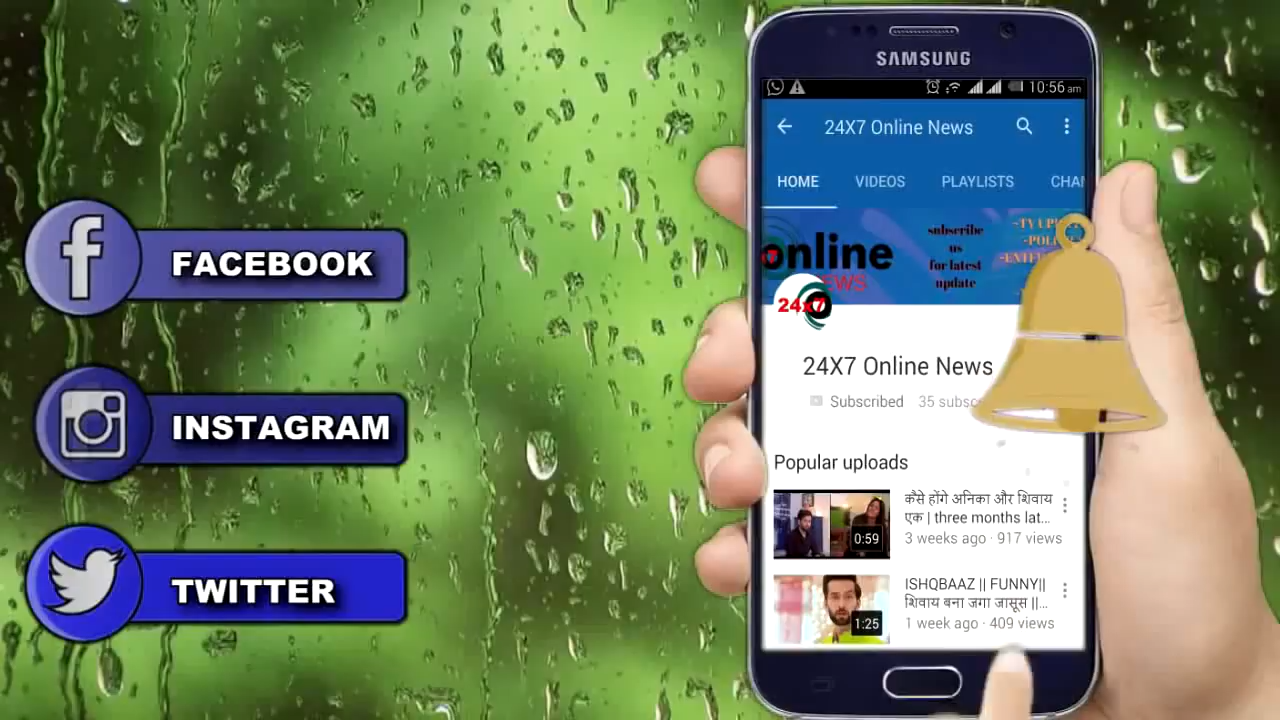 FACEBOOK
INSTAGRAM
TWITTER
SAMSUNG
10:56 am
24X7 Online News
HOME VIDEOS PLAYLISTS CHAN
online
NEWS
subscribe
us
for latest
update
24x7
24X7 Online News
Subscribed 35 subsc
Popular uploads
कैसे होंगे अनिका और शिवाय
एक | three months lat...
3 weeks ago · 917 views
0:59
ISHQBAAZ || FUNNY||
शिवाय बना जगा जासूस ||...
1 week ago · 409 views
1:25